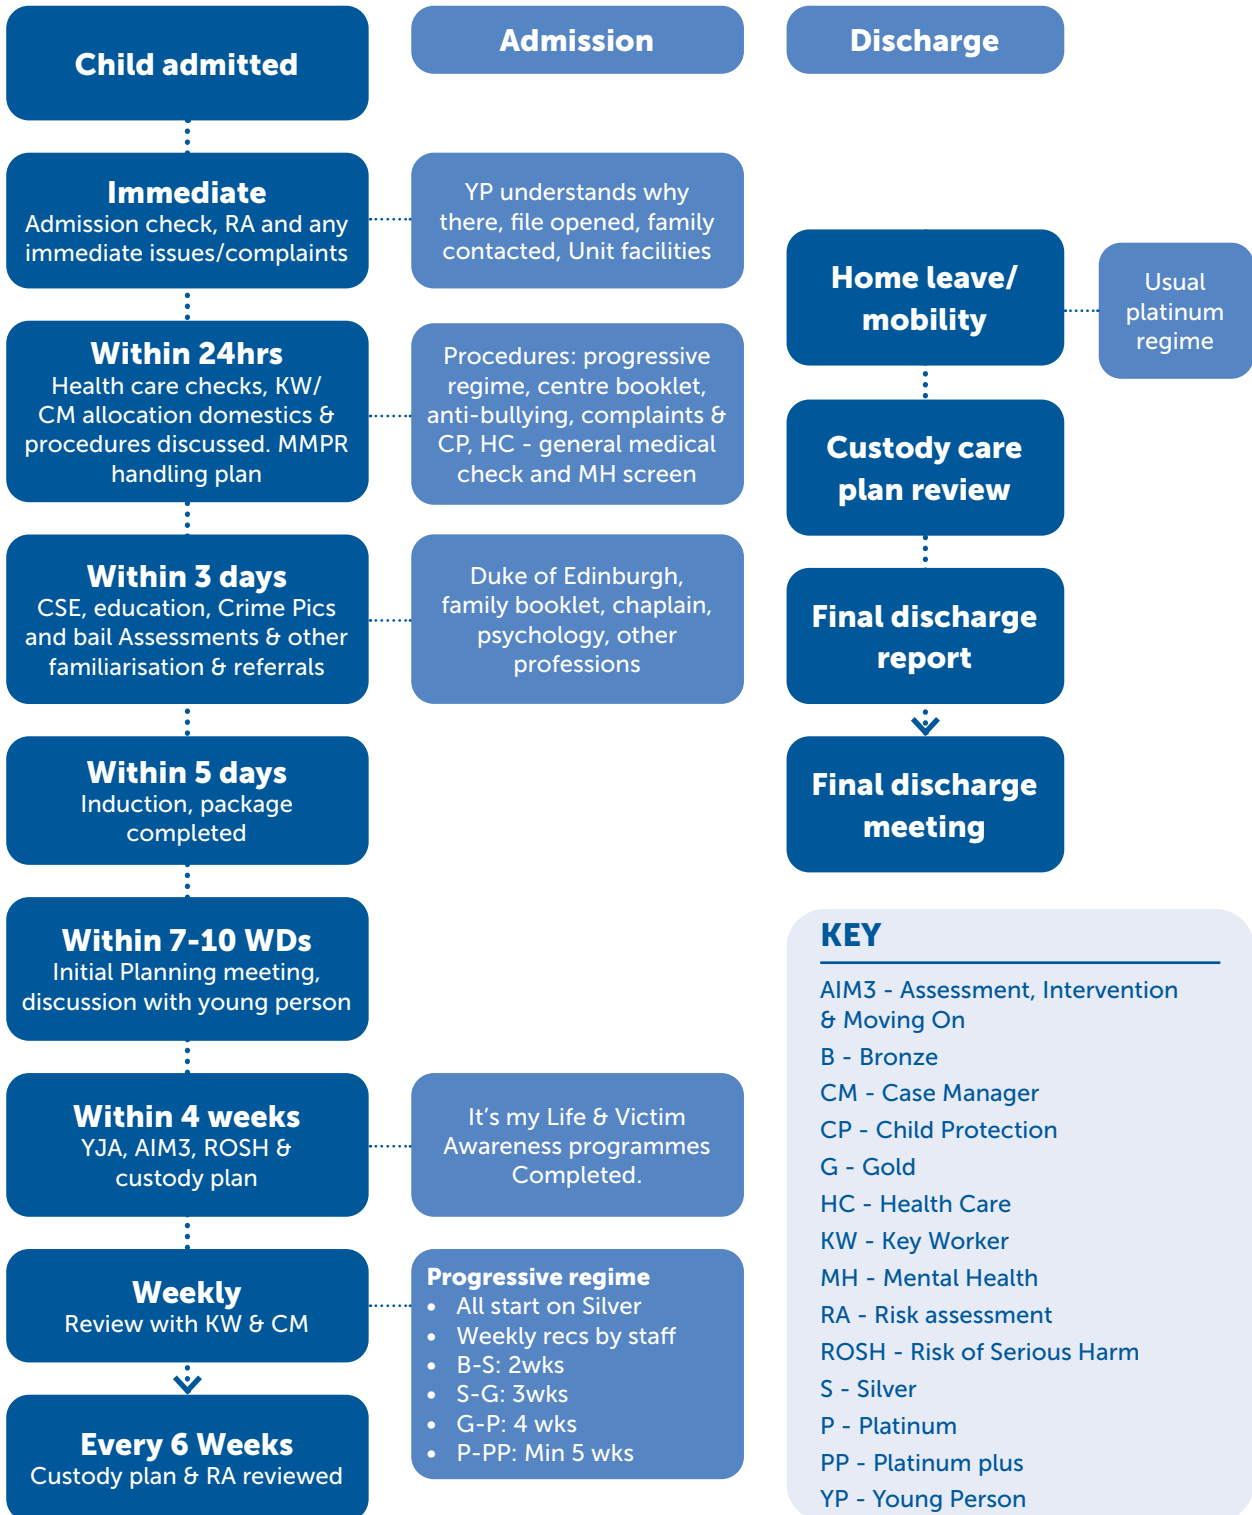 Child admitted
Immediate
Admission check, RA and any
immediate issues/complaints
Within 24hrs
Health care checks, KW/
CM allocation domestics &
procedures discussed. MMPR
handling plan
Within 3 days
CSE, education, Crime Pics
and bail Assessments & other
familiarisation & referrals
Within 5 days
Induction, package
completed
Within 7-10 WDs
Initial Planning meeting,
discussion with young person
Within 4 weeks
YJA, AIM3, ROSH &
custody plan
Weekly
Review with KW & CM
Every 6 Weeks
Custody plan & RA reviewed
Admission
YP understands why
there, file opened, family
contacted, Unit facilities
Procedures: progressive
regime, centre booklet,
anti-bullying, complaints &
CP, HC - general medical
check and MH screen
Duke of Edinburgh,
family booklet, chaplain,
psychology, other
professions
It's my Life & Victim
Awareness programmes
Completed.
Progressive regime
• All start on Silver
• Weekly recs by staff
• B-S: 2wks
• S-G: 3wks
• G-P: 4 wks
• P-PP: Min 5 wks
Discharge
Home leave/
mobility
Usual
platinum
regime
Custody care
plan review
Final discharge
report
Final discharge
meeting
KEY
AIM3 - Assessment, Intervention
& Moving On
B - Bronze
CM - Case Manager
CP - Child Protection
G - Gold
HC - Health Care
KW - Key Worker
MH - Mental Health
RA - Risk assessment
ROSH - Risk of Serious Harm
S - Silver
P - Platinum
PP - Platinum plus
YP - Young Person